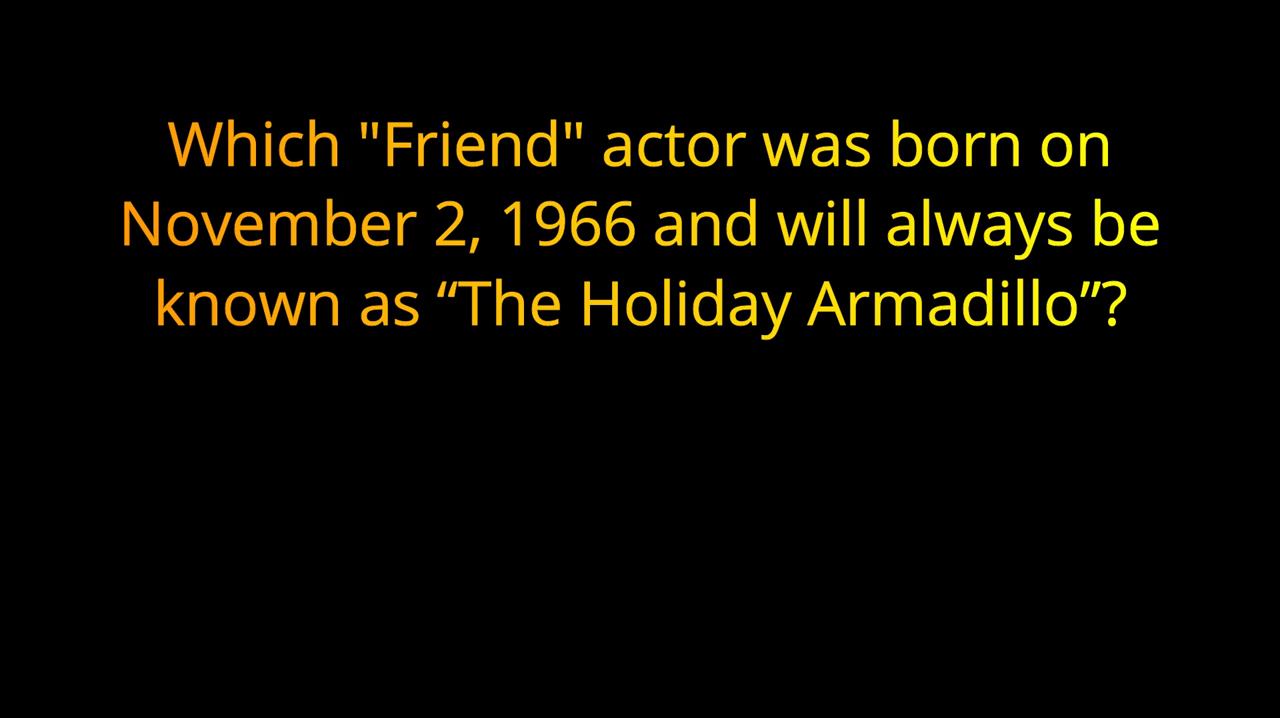 Which "Friend" actor was born on
November 2, 1966 and will always be
known as “The Holiday Armadillo”?